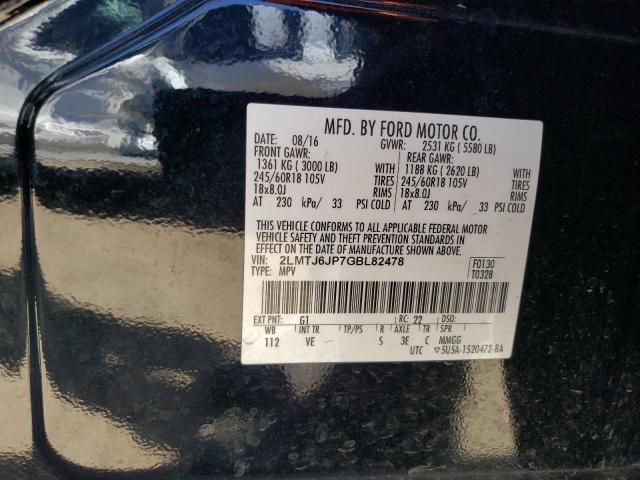 MFD. BY FORD MOTOR CO.
DATE: 08/16 GVWR: 2531 KG ( 5580 LB)
FRONT GAWR: REAR GAWR:
1361 KG ( 3000 LB) WITH 1188 KG ( 2620 LB) WITH
245/60R18 105V TIRES 245/60R18 105V TIRES
18x8.0J RIMS 18x8.0J RIMS
AT 230 kPa/ 33 PSI COLD AT 230 kPa/ 33 PSI COLD
THIS VEHICLE CONFORMS TO ALL APPLICABLE FEDERAL MOTOR
VEHICLE SAFETY AND THEFT PREVENTION STANDARDS IN
EFFECT ON THE DATE OF MANUFACTURE SHOWN ABOVE.
VIN: 2LMTJ6JP7GBL82478 F0130
TYPE: MPV T0328
EXT PNT: G1 RC: 22 DSO:
WB INT TR TP/PS R AXLE TR SPR
112 VE S 3E C MMGG
UTC ▽5U5A-1520472-BA